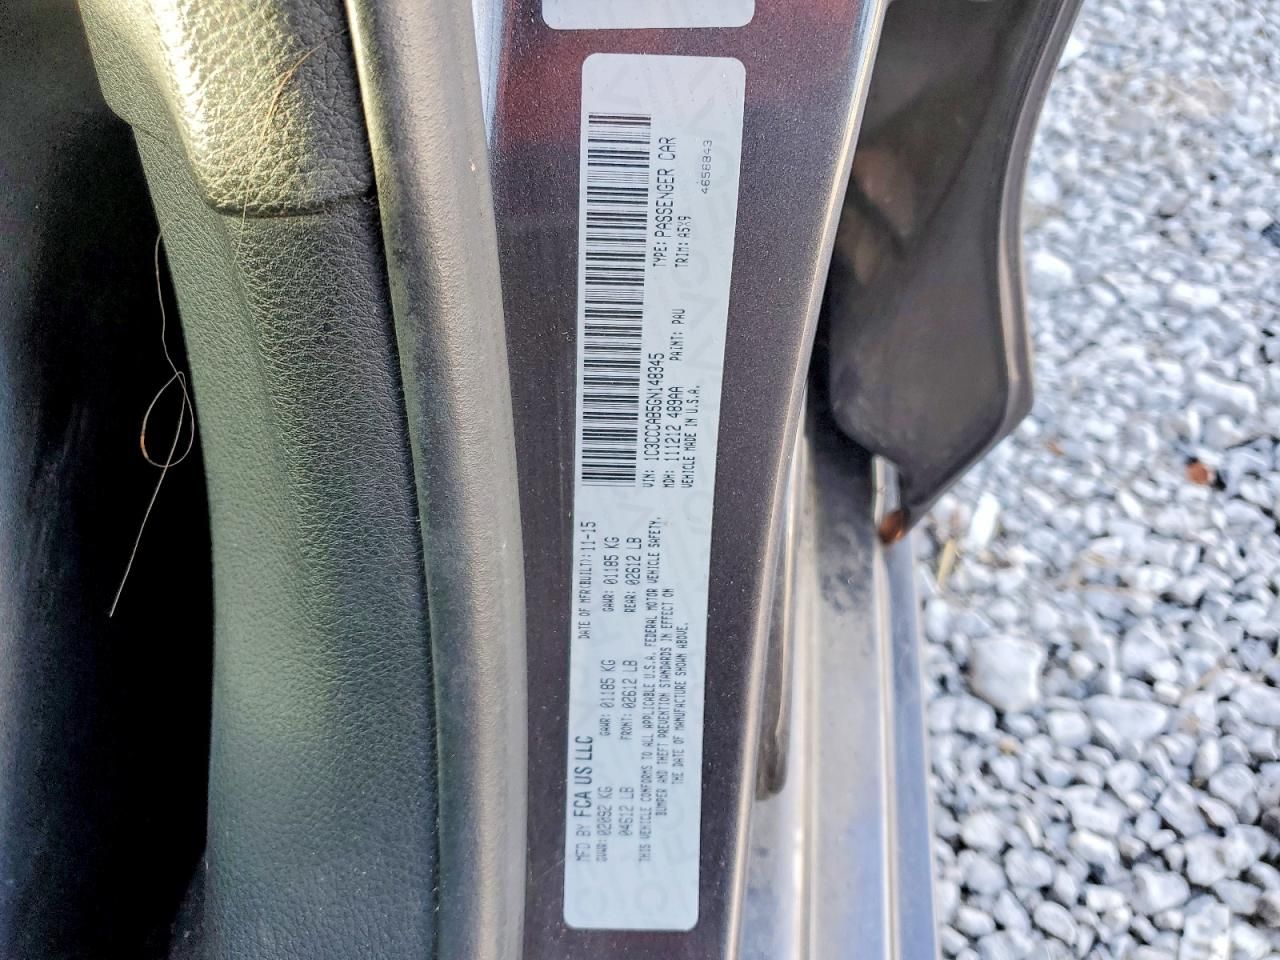 MFD BY FCA US LLC
DATE OF MFR(BUILT): 11-15
GVWR: 02092 KG
GAWR: 01185 KG
GAWR: 01185 KG
04612 LB
FRONT: 02612 LB
REAR: 02612 LB
THIS VEHICLE CONFORMS TO ALL APPLICABLE U.S.A. FEDERAL MOTOR VEHICLE SAFETY,
BUMPER AND THEFT PREVENTION STANDARDS IN EFFECT ON
THE DATE OF MANUFACTURE SHOWN ABOVE.
VIN: 1C3CCCAB5GN148345
TYPE: PASSENGER CAR
MDH: 111212 489AA
PAINT: PAU
TRIM: A5X9
VEHICLE MADE IN U.S.A.
4658843